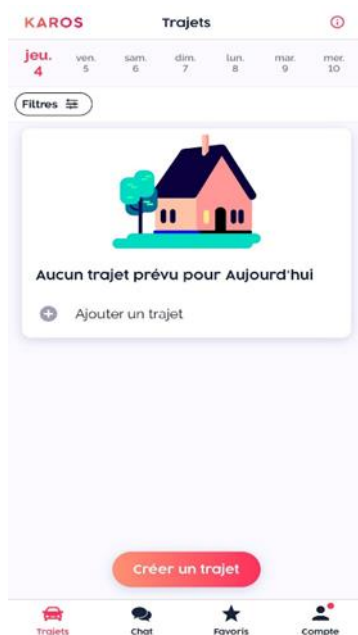 KAROS Trajets
jeu. ven. sam. dim. lun. mar. mer.
4 5 6 7 8 9 10
Filtres
Aucun trajet prévu pour Aujourd'hui
Ajouter un trajet
Créer un trajet
Trajets Chat Favoris Compte